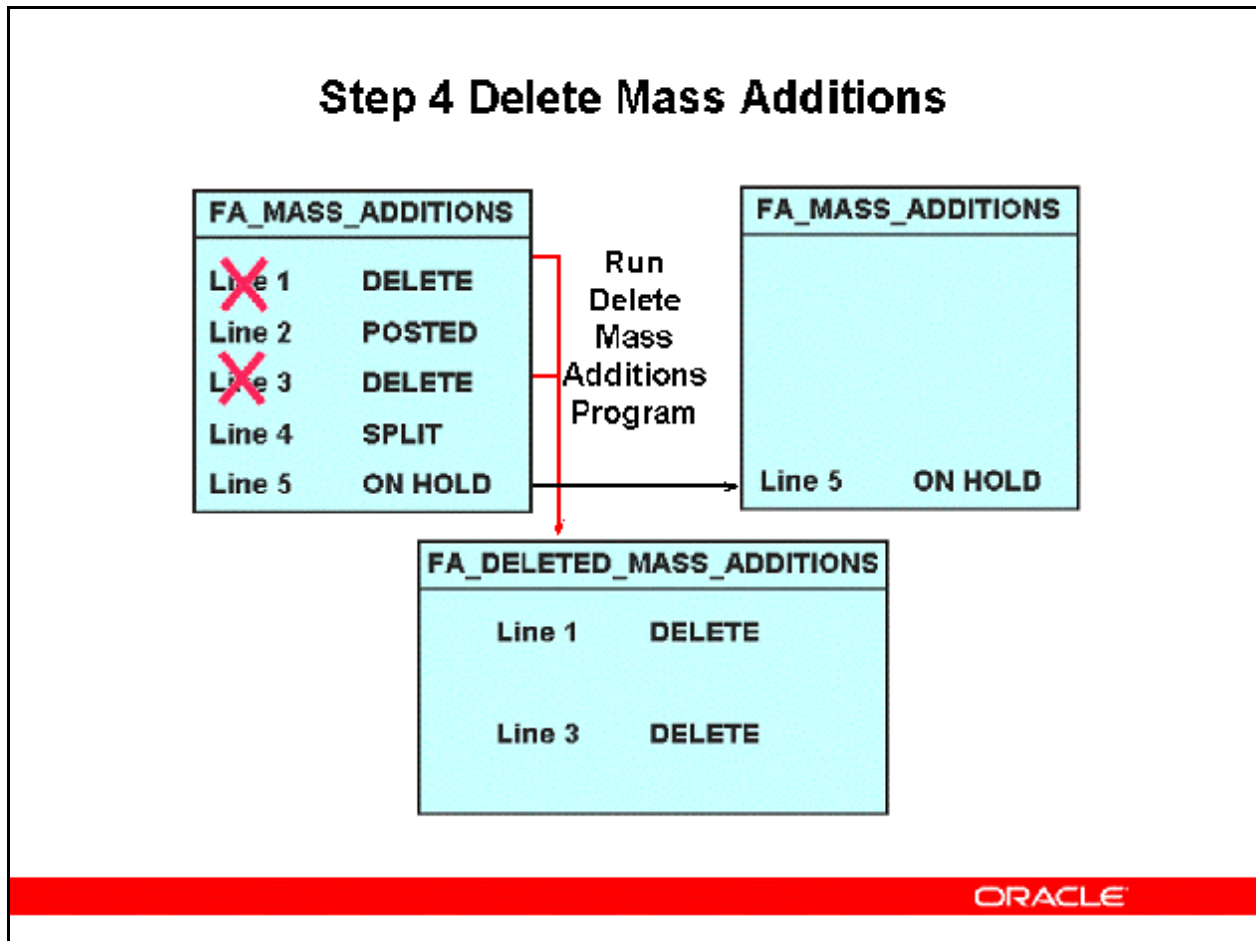 Step 4 Delete Mass Additions
FA_MASS_ADDITIONS
Line 1 DELETE
Line 2 POSTED
Line 3 DELETE
Line 4 SPLIT
Line 5 ON HOLD
Run
Delete
Mass
Additions
Program
FA_MASS_ADDITIONS
Line 5 ON HOLD
FA_DELETED_MASS_ADDITIONS
Line 1 DELETE
Line 3 DELETE
ORACLE